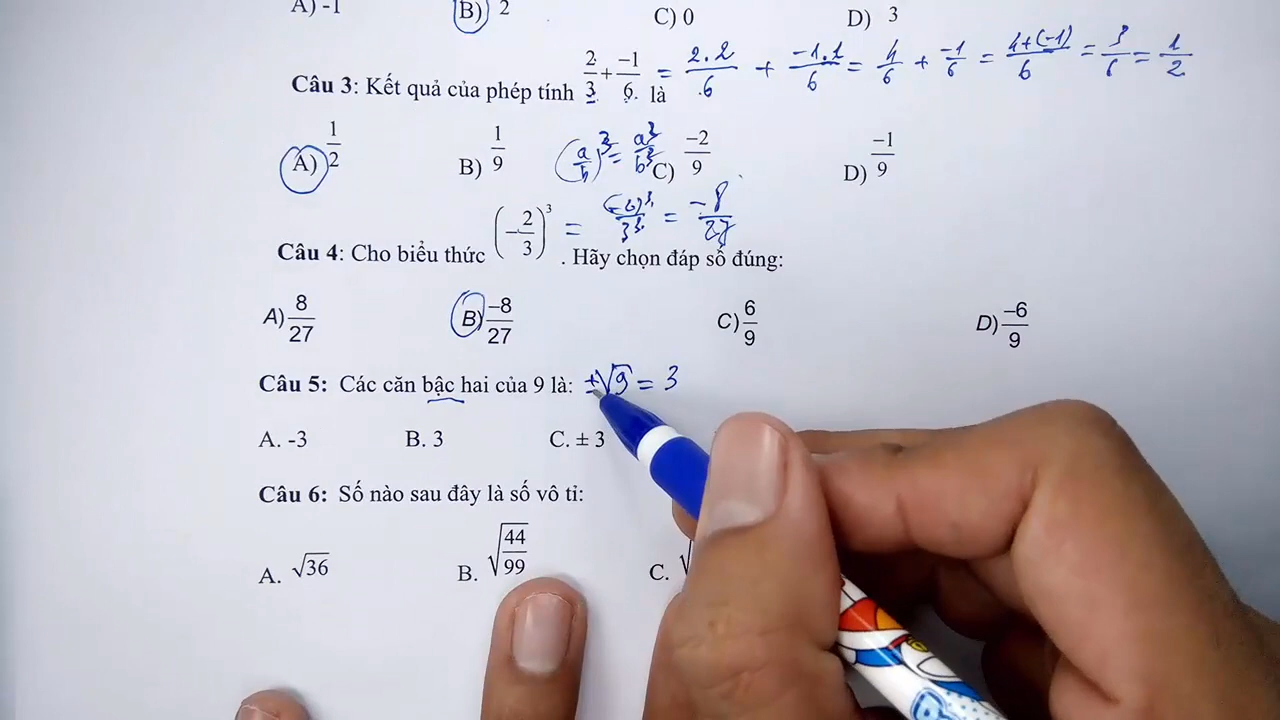 A) -1 B) 2 C) 0 D) 3
Câu 3: Kết quả của phép tính 2/3 + -1/6 là = 2.2/6 + -1.1/6 = 4/6 + -1/6 = 4+(-1)/6 = 3/6 = 1/2
A) 1/2 B) 1/9 C) -2/9 D) -1/9
(a/b)³ = a³/b³
Câu 4: Cho biểu thức (-2/3)³ . Hãy chọn đáp số đúng:
= (-2)³/3³ = -8/27
A) 8/27 B) -8/27 C) 6/9 D) -6/9
Câu 5: Các căn bậc hai của 9 là: ±√9 = 3
A. -3 B. 3 C. ± 3
Câu 6: Số nào sau đây là số vô tỉ:
A. √36 B. √44/99 C. √